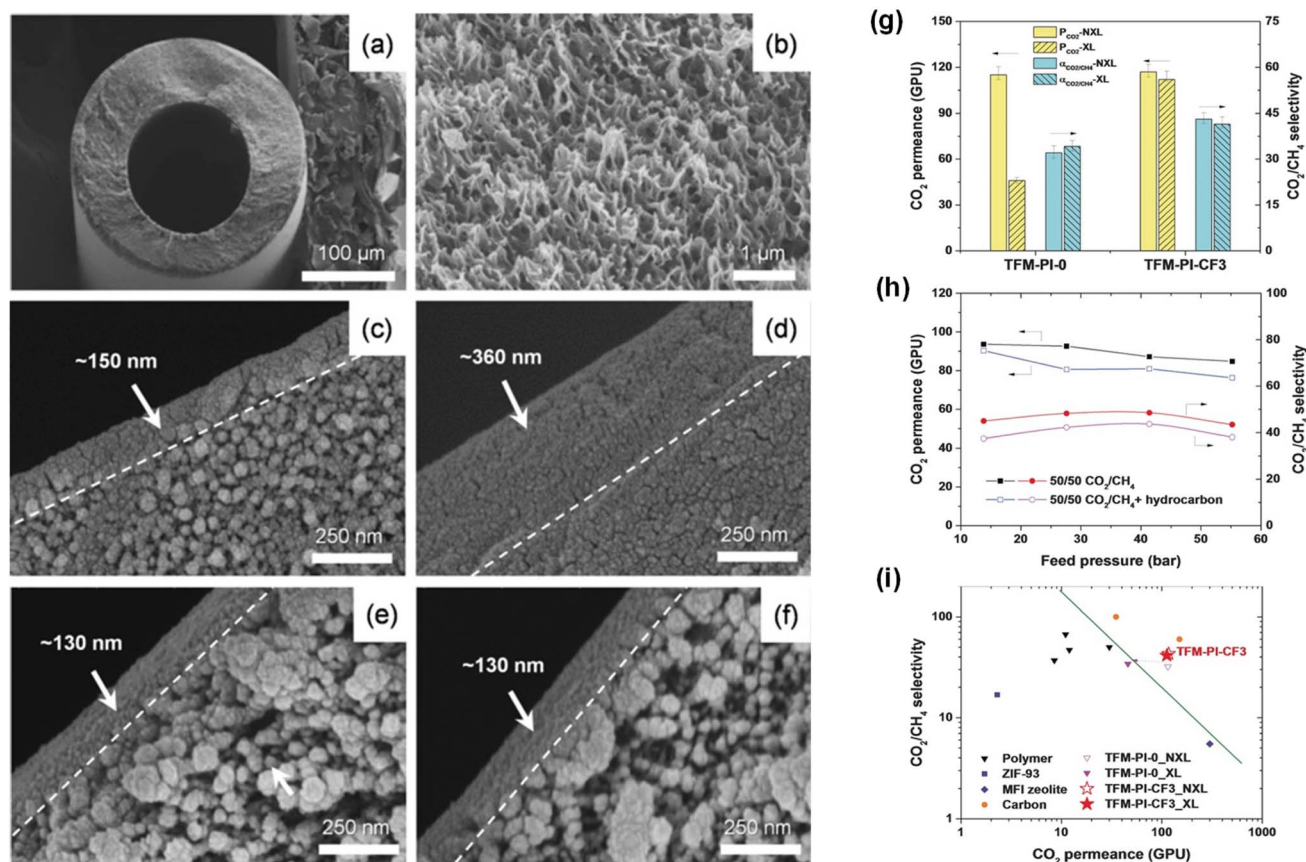 (a)
100 µm
(b)
1 µm
(c)
~150 nm
250 nm
(d)
~360 nm
250 nm
(e)
~130 nm
250 nm
(f)
~130 nm
250 nm
(g)
150
120
90
60
30
0
CO₂ permeance (GPU)
P_CO₂-NXL
P_CO₂-XL
α_CO₂/CH₄-NXL
α_CO₂/CH₄-XL
75
60
45
30
15
0
CO₂/CH₄ selectivity
TFM-PI-0 TFM-PI-CF3
(h)
120
100
80
60
40
20
0
CO₂ permeance (GPU)
100
80
60
40
20
0
CO₂/CH₄ selectivity
50/50 CO₂/CH₄
50/50 CO₂/CH₄+ hydrocarbon
10 20 30 40 50 60
Feed pressure (bar)
(i)
100
10
1
CO₂/CH₄ selectivity
TFM-PI-CF3
Polymer
ZIF-93
MFI zeolite
Carbon
TFM-PI-0_NXL
TFM-PI-0_XL
TFM-PI-CF3_NXL
TFM-PI-CF3_XL
1 10 100 1000
CO₂ permeance (GPU)